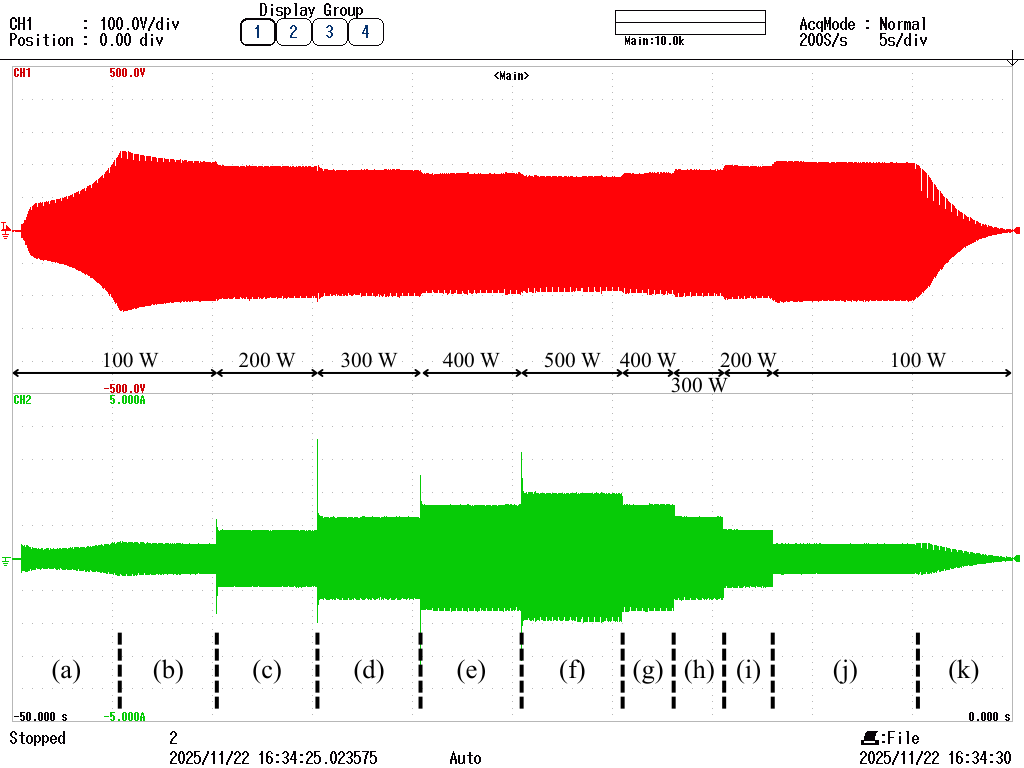 CH1 : 100.0V/div
Position : 0.00 div
Display Group
1 2 3 4
Main:10.0k
AcqMode : Normal
200S/s 5s/div
CH1 500.0V
<Main>
100 W 200 W 300 W 400 W 500 W 400 W 200 W 100 W
300 W
-500.0V
CH2 5.000A
(a) (b) (c) (d) (e) (f) (g) (h) (i) (j) (k)
-50.000 s -5.000A 0.000 s
Stopped 2 :File
2025/11/22 16:34:25.023575 Auto 2025/11/22 16:34:30